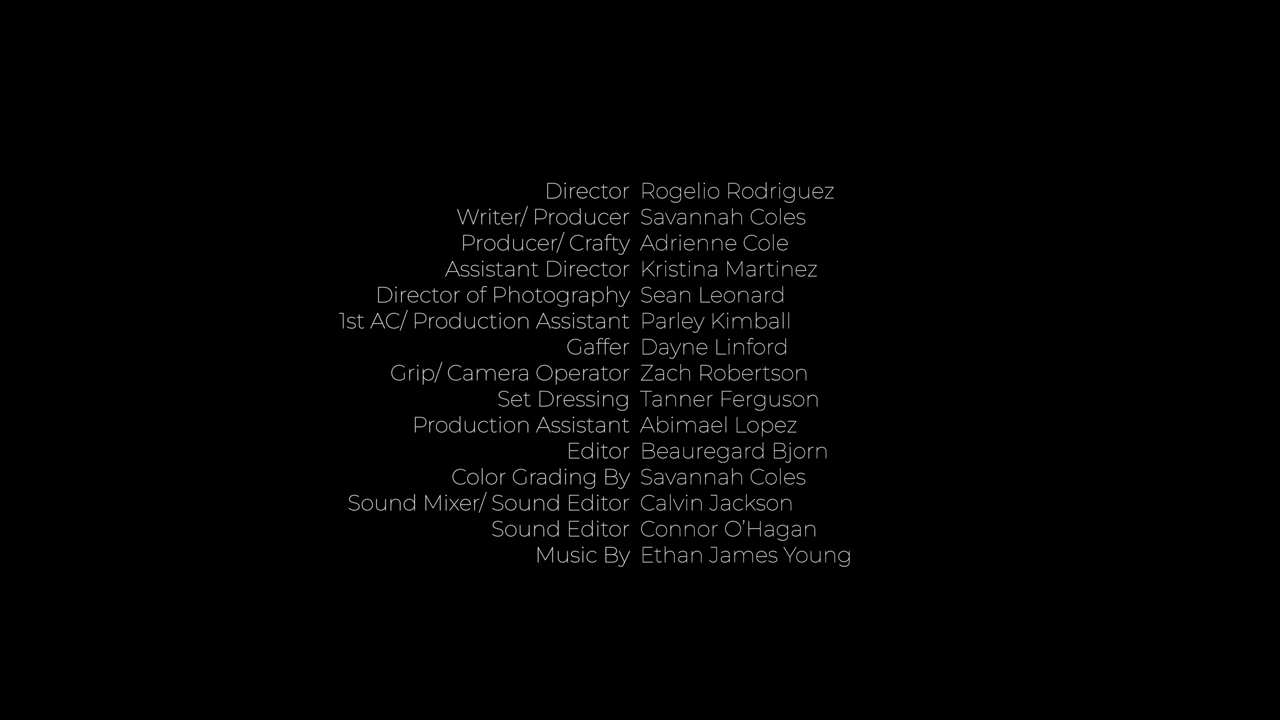 Director Rogelio Rodriguez
Writer/ Producer Savannah Coles
Producer/ Crafty Adrienne Cole
Assistant Director Kristina Martinez
Director of Photography Sean Leonard
1st AC/ Production Assistant Parley Kimball
Gaffer Dayne Linford
Grip/ Camera Operator Zach Robertson
Set Dressing Tanner Ferguson
Production Assistant Abimael Lopez
Editor Beauregard Bjorn
Color Grading By Savannah Coles
Sound Mixer/ Sound Editor Calvin Jackson
Sound Editor Connor O’Hagan
Music By Ethan James Young